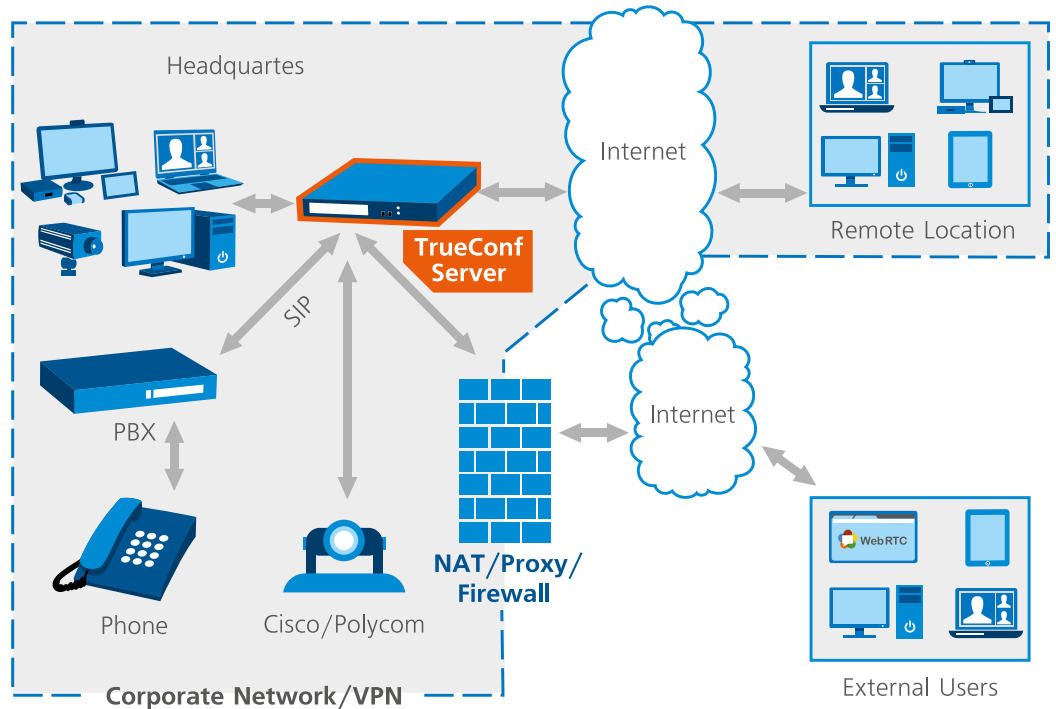 Headquartes
Internet
Remote Location
TrueConf
Server
SIP
Internet
PBX
WebRTC
NAT/Proxy/
Firewall
Phone
Cisco/Polycom
External Users
Corporate Network/VPN